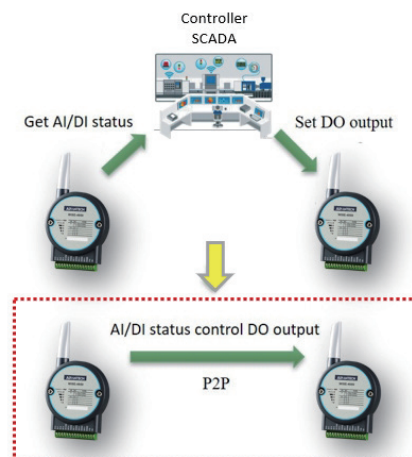 Controller
SCADA
Get AI/DI status
Set DO output
AI/DI status control DO output
P2P